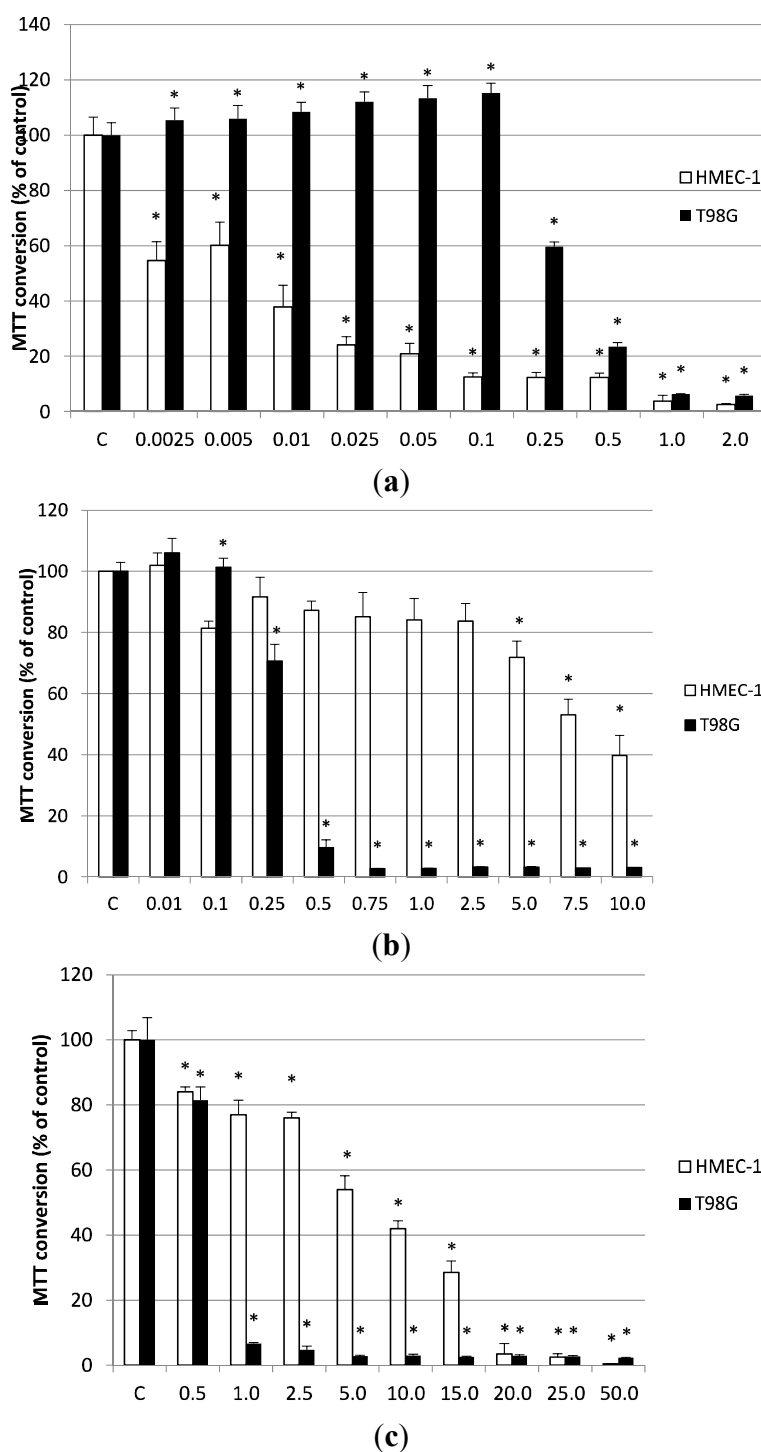 140
120
100
80
60
40
20
0
MTT conversion (% of control)
* * * * * *
* * * * * * * * * * * * * *
HMEC-1
T98G
C 0.0025 0.005 0.01 0.025 0.05 0.1 0.25 0.5 1.0 2.0
(a)
120
100
80
60
40
20
0
MTT conversion (% of control)
* * * * *
* * * * * * *
HMEC-1
T98G
C 0.01 0.1 0.25 0.5 0.75 1.0 2.5 5.0 7.5 10.0
(b)
120
100
80
60
40
20
0
MTT conversion (% of control)
* * * * * * *
* * * * * * * * * * *
HMEC-1
T98G
C 0.5 1.0 2.5 5.0 10.0 15.0 20.0 25.0 50.0
(c)